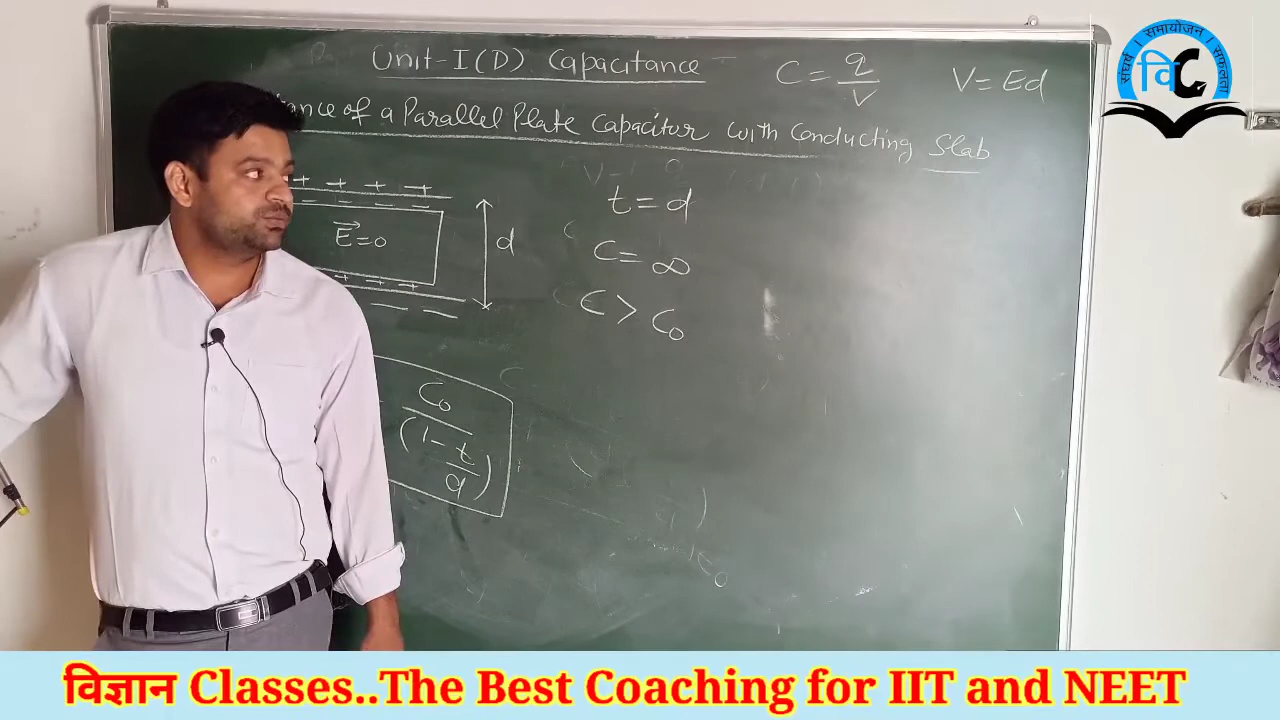 Unit-I(D) Capacitance
C = q/V
V = Ed
संघर्ष । समायोजन । सफलता
वि
ance of a Parallel Plate Capacitor with Conducting Slab
+ + + +
- - - -
E⃗ = 0
d
+ + +
- - -
t = d
C = ∞
C > C₀
C₀/(1 - t/d)
विज्ञान Classes..The Best Coaching for IIT and NEET